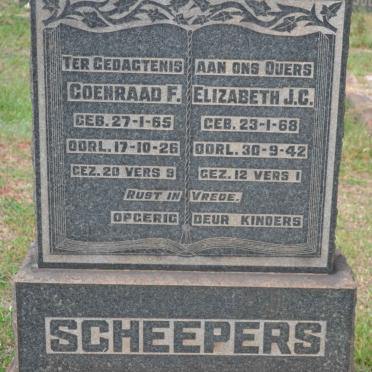 TER GEDAGTENIS AAN ONS OUERS
COENRAAD F. ELIZABETH J.C.
GEB. 27-1-65 GEB. 23-1-68
OORL. 17-10-26 OORL. 30-9-42
GEZ. 20 VERS 9 GEZ. 12 VERS 1
RUST IN VREDE.
OPGERIG DEUR KINDERS
SCHEEPERS